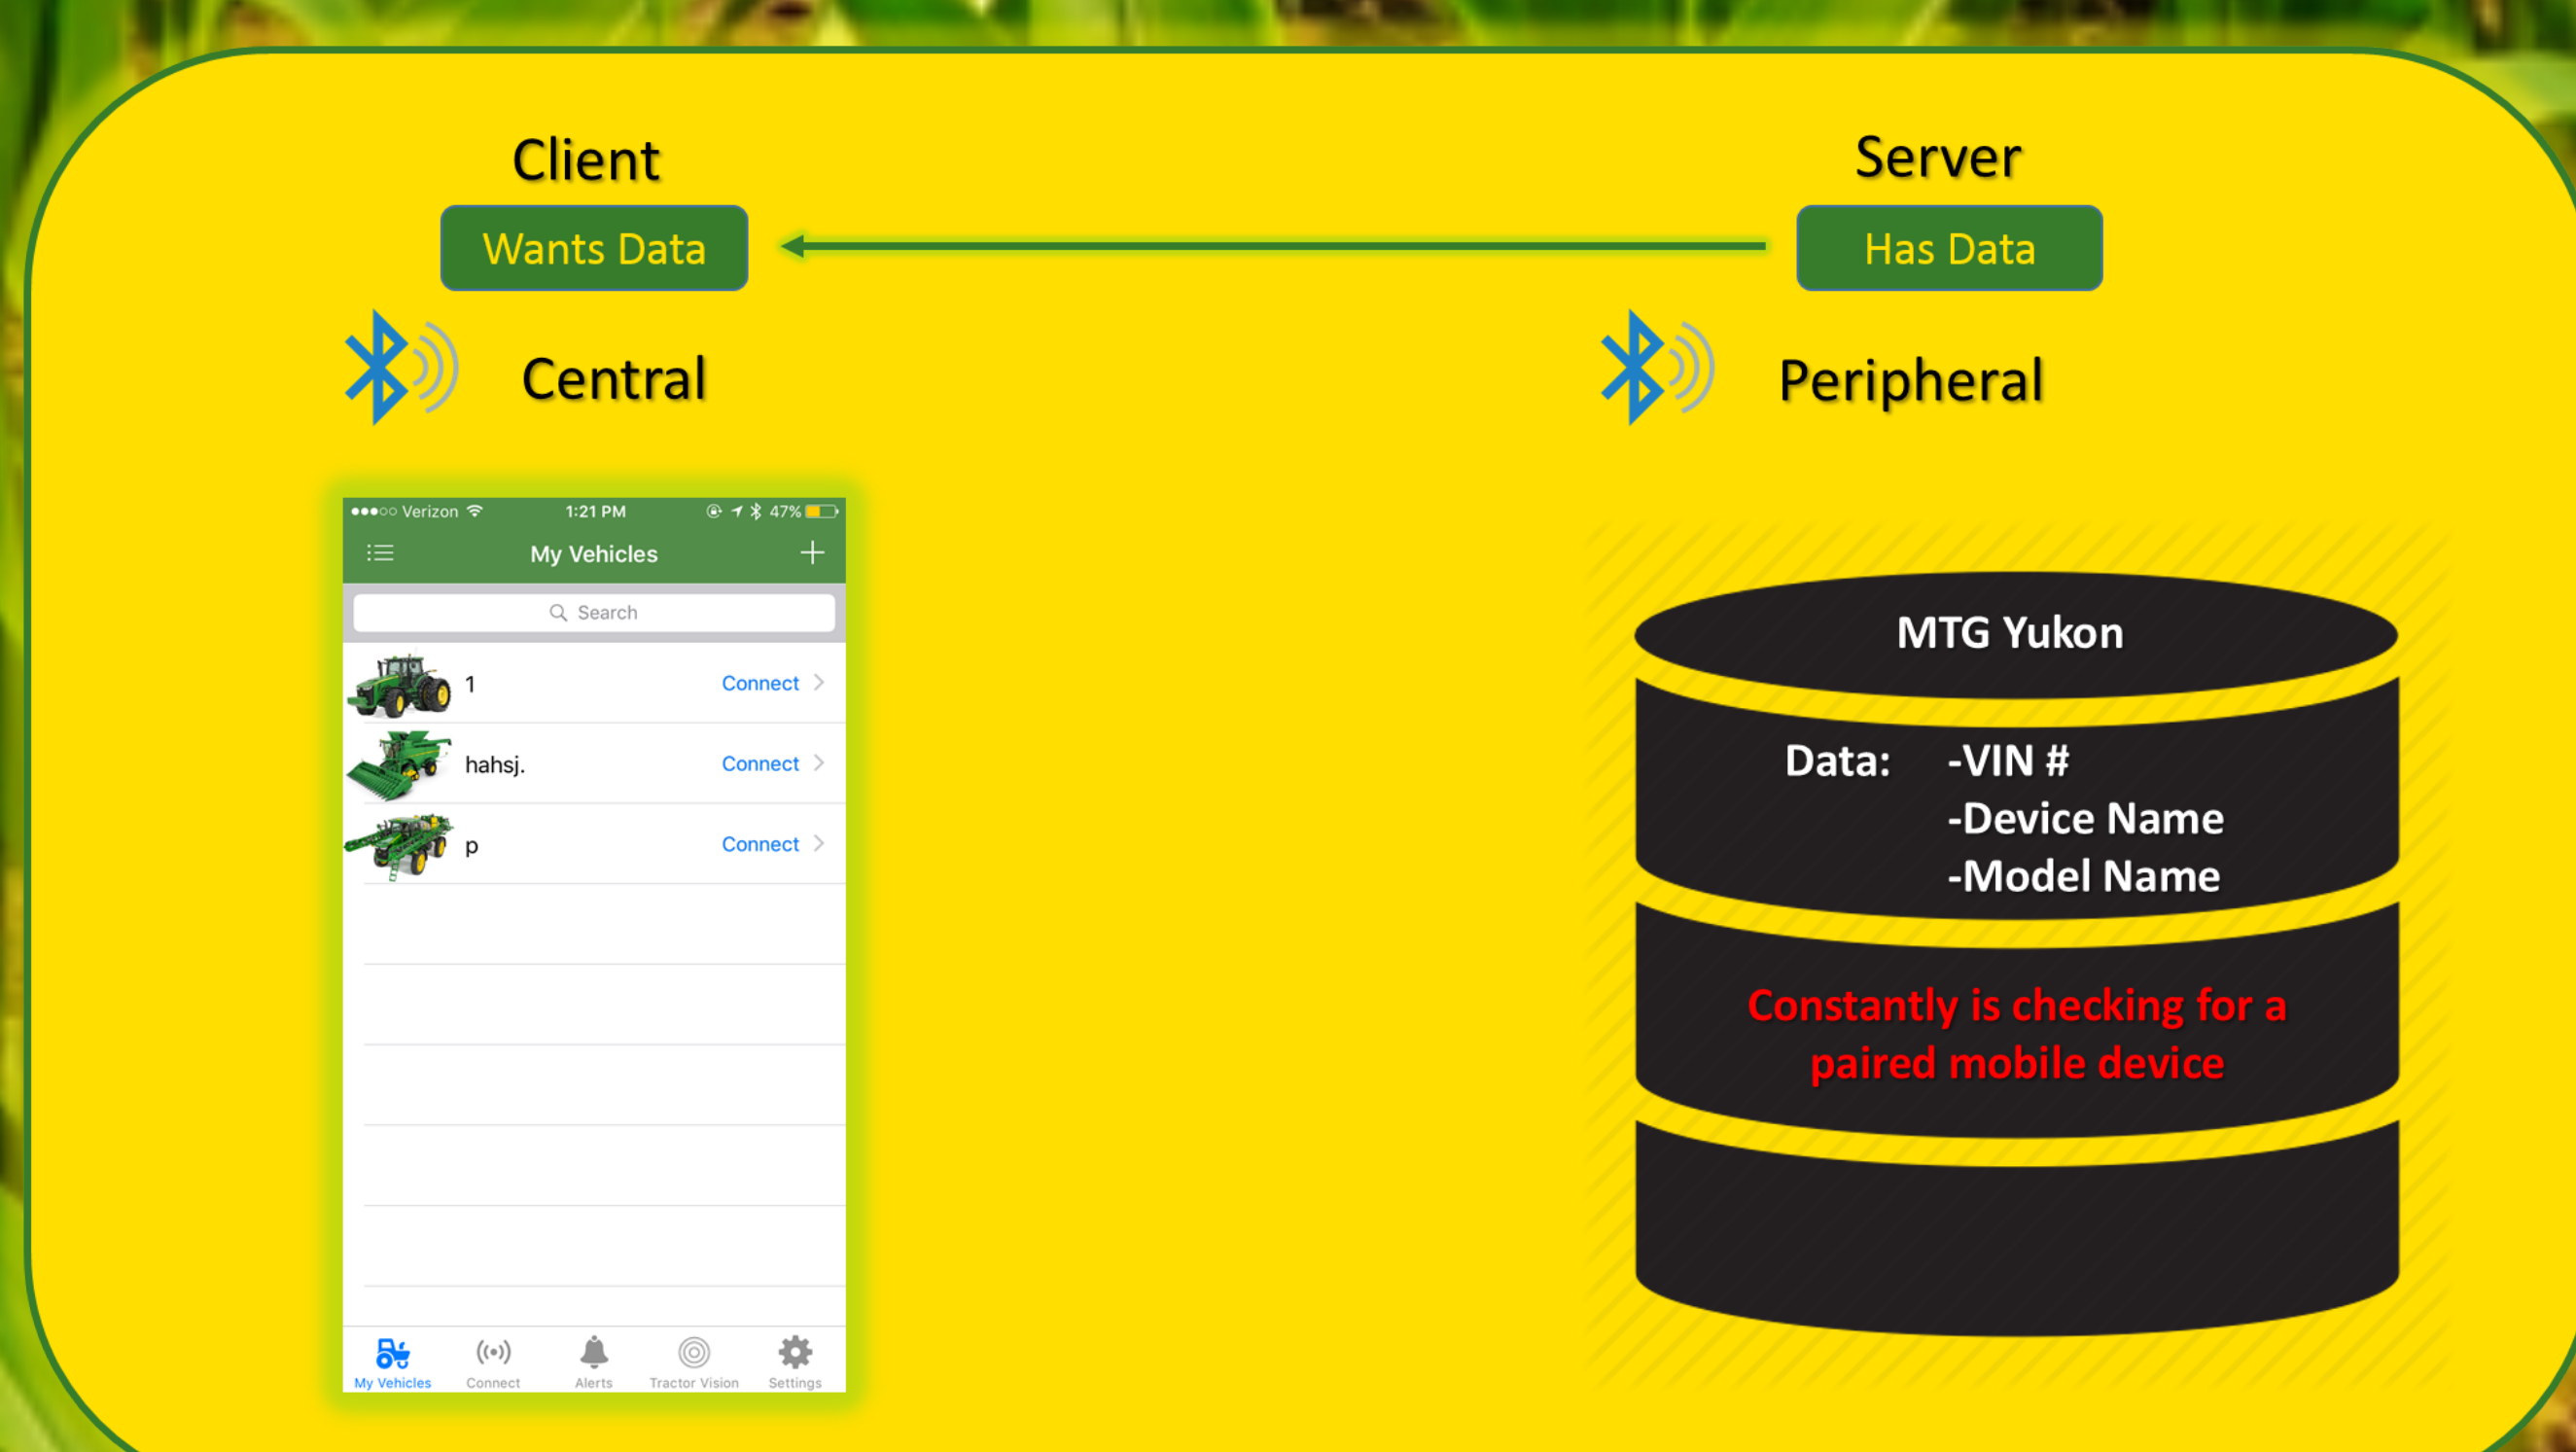 Client
Wants Data
Central
Server
Has Data
Peripheral
Verizon 1:21 PM 47%
My Vehicles
Search
1 Connect
hahsj. Connect
p Connect
My Vehicles Connect Alerts Tractor Vision Settings
MTG Yukon
Data: -VIN #
-Device Name
-Model Name
Constantly is checking for a
paired mobile device